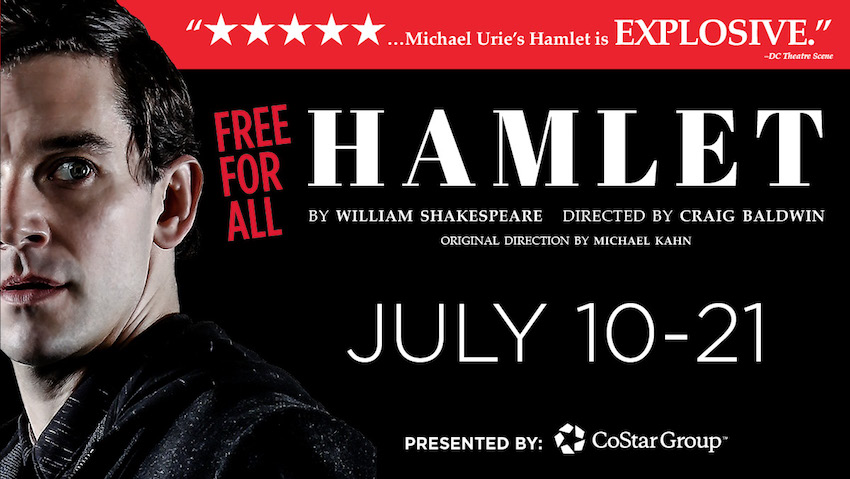 “★★★★★ ...Michael Urie’s Hamlet is EXPLOSIVE.”
–DC Theatre Scene
FREE
FOR
ALL
HAMLET
BY WILLIAM SHAKESPEARE DIRECTED BY CRAIG BALDWIN
ORIGINAL DIRECTION BY MICHAEL KAHN
JULY 10-21
PRESENTED BY: CoStar Group™